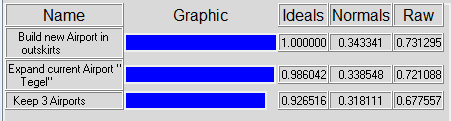 Name Graphic Ideals Normals Raw
Build new Airport in
outskirts 1.000000 0.343341 0.731295
Expand current Airport "
Tegel" 0.986042 0.338548 0.721088
Keep 3 Airports 0.926516 0.318111 0.677557